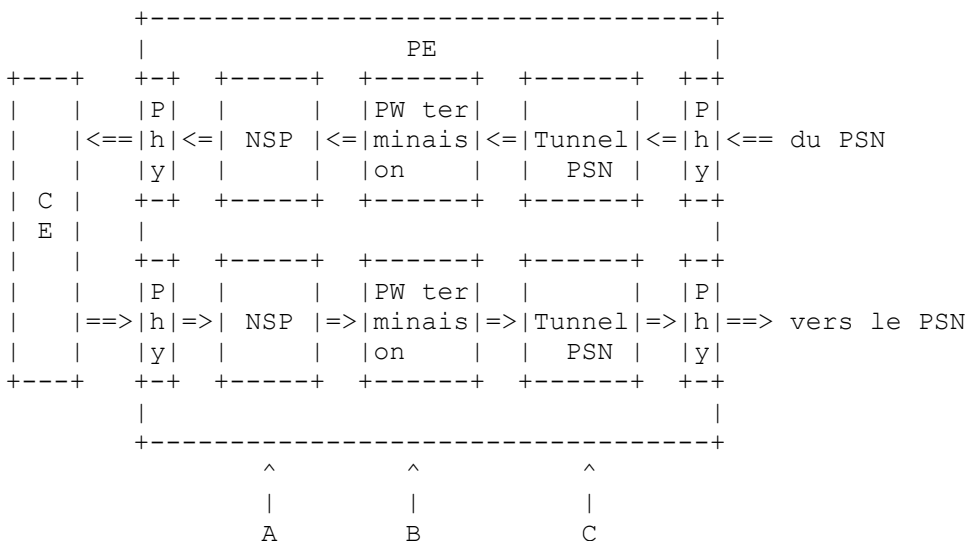 PE
P P
h NSP PW ter minais on Tunnel PSN h du PSN
y y
C
E
P P
h NSP PW ter minais on Tunnel PSN h vers le PSN
y y
A B C